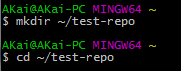 AKai@AKai-PC MINGW64 ~
$ mkdir ~/test-repo
AKai@AKai-PC MINGW64 ~
$ cd ~/test-repo